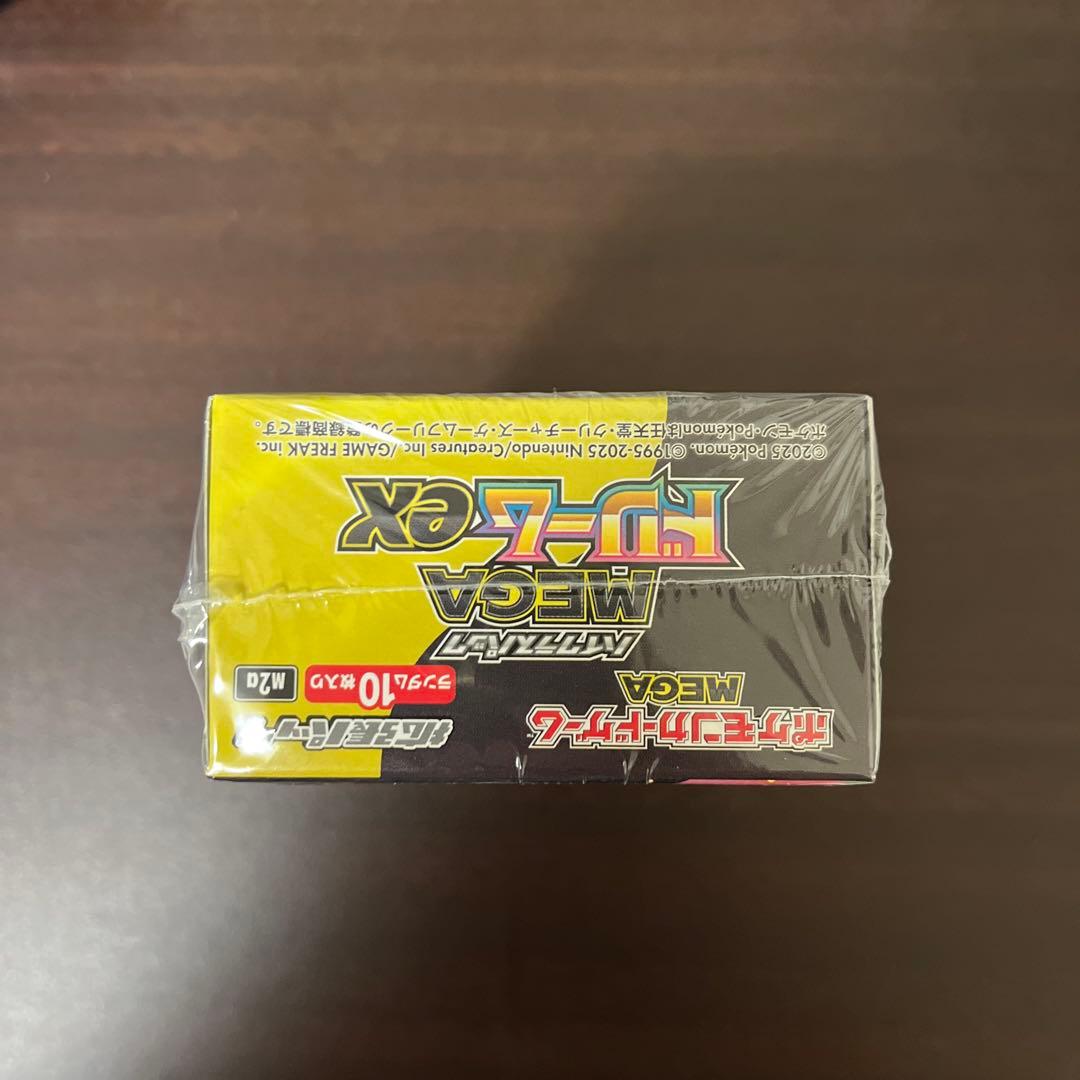 ポケモンカードゲーム
MEGA
拡張パック
ランダム10枚入り
M2a
ハイクラスパック
MEGA
ドリームex
©2025 Pokémon. ©1995-2025 Nintendo/Creatures Inc./GAME FREAK inc.
ポケモン・Pokémonは任天堂・クリーチャーズ・ゲームフリークの登録商標です。